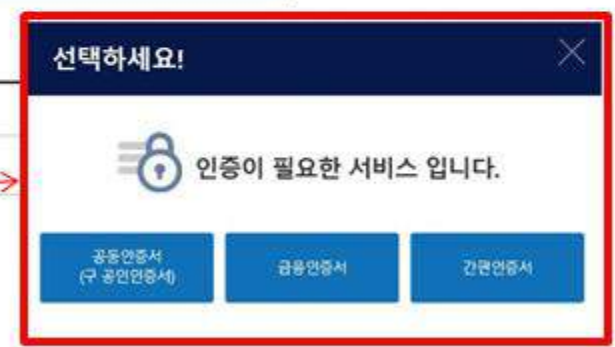 선택하세요!
인증이 필요한 서비스 입니다.
공동인증서
(구 공인인증서)
금융인증서
간편인증서